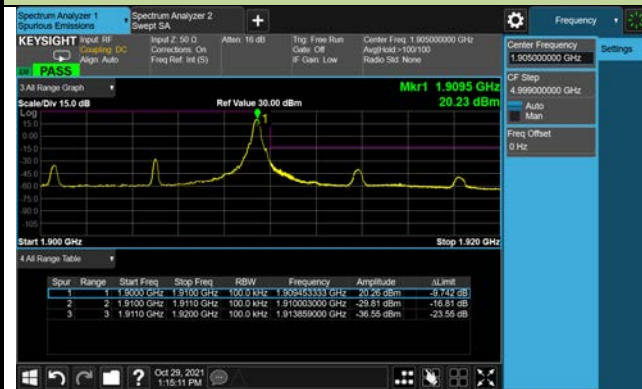 Spectrum Analyzer 1
Spurious Emissions
Spectrum Analyzer 2
Swept SA
+
Frequency
KEYSIGHT
Input: RF
Coupling: DC
Align: Auto
Input Z: 50 Ω
Corrections: On
Freq Ref: Int (S)
Atten: 16 dB
Trig: Free Run
Gate: Off
IF Gain: Low
Center Freq: 1.905000000 GHz
Avg|Hold:>100/100
Radio Std: None
PASS
Center Frequency
1.905000000 GHz
Settings
CF Step
4.999000000 GHz
Auto
Man
Freq Offset
0 Hz
3 All Range Graph
Mkr1 1.9095 GHz
Scale/Div 15.0 dB
Ref Value 30.00 dBm
20.23 dBm
Log
15.0
0.00
-15.0
-30.0
-45.0
-60.0
-75.0
-90.0
-105
1
Start 1.900 GHz
Stop 1.920 GHz
4 All Range Table
Spur Range Start Freq Stop Freq RBW Frequency Amplitude ΔLimit
1 1 1.9000 GHz 1.9100 GHz 100.0 kHz 1.909453333 GHz 20.26 dBm -9.742 dB
2 2 1.9100 GHz 1.9110 GHz 100.0 kHz 1.910003000 GHz -29.81 dBm -16.81 dB
3 3 1.9110 GHz 1.9200 GHz 100.0 kHz 1.913859000 GHz -36.55 dBm -23.55 dB
?
Oct 29, 2021
1:15:11 PM